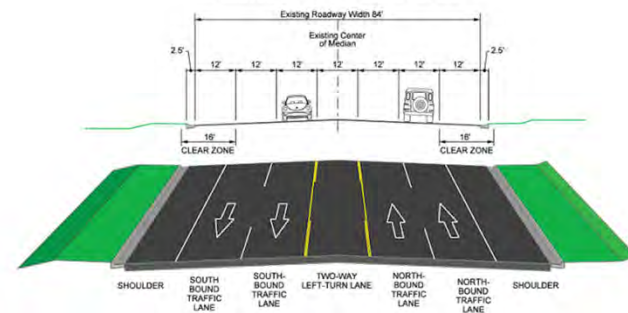 Existing Roadway Width 84'
Existing Center
of Median
2.5'
12'
12'
12'
12'
12'
12'
12'
2.5'
16'
CLEAR ZONE
16'
CLEAR ZONE
SHOULDER
SOUTH
BOUND
TRAFFIC
LANE
SOUTH-
BOUND
TRAFFIC
LANE
TWO-WAY
LEFT-TURN LANE
NORTH-
BOUND
TRAFFIC
LANE
NORTH-
BOUND
TRAFFIC
LANE
SHOULDER